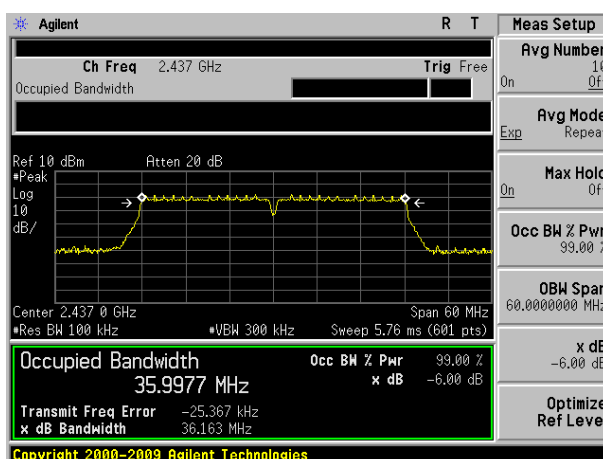 Agilent R T Meas Setup
Ch Freq 2.437 GHz Trig Free
Occupied Bandwidth
Ref 10 dBm Atten 20 dB
#Peak
Log
10
dB/
Center 2.437 0 GHz Span 60 MHz
#Res BW 100 kHz #VBW 300 kHz Sweep 5.76 ms (601 pts)
Occupied Bandwidth Occ BW % Pwr 99.00 %
35.9977 MHz x dB -6.00 dB
Transmit Freq Error -25.367 kHz
x dB Bandwidth 36.163 MHz
Copyright 2000-2009 Agilent Technologies
Avg Number
On
Avg Mode
Exp Repeat
Max Hold
On
Occ BW % Pwr
99.00 %
OBW Span
60.0000000 MHz
x dB
-6.00 dB
Optimize
Ref Level